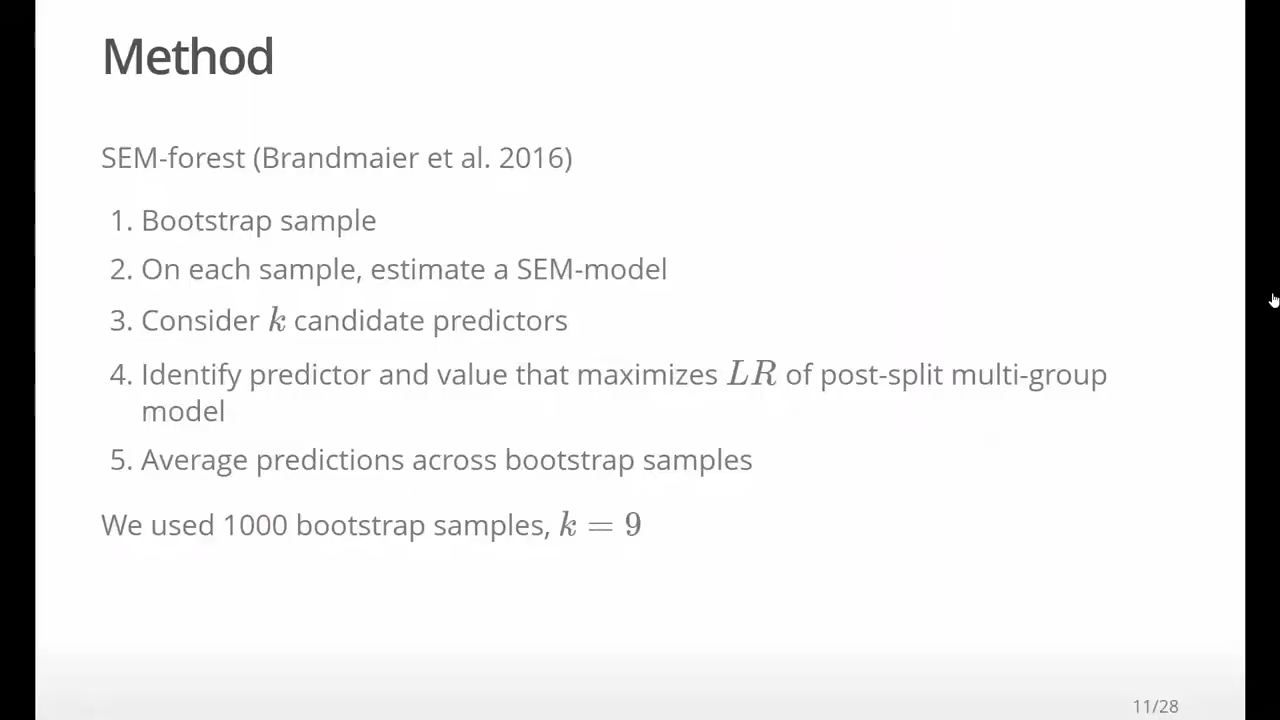 Method
SEM-forest (Brandmaier et al. 2016)
1. Bootstrap sample
2. On each sample, estimate a SEM-model
3. Consider k candidate predictors
4. Identify predictor and value that maximizes LR of post-split multi-group
model
5. Average predictions across bootstrap samples
We used 1000 bootstrap samples, k = 9
11/28